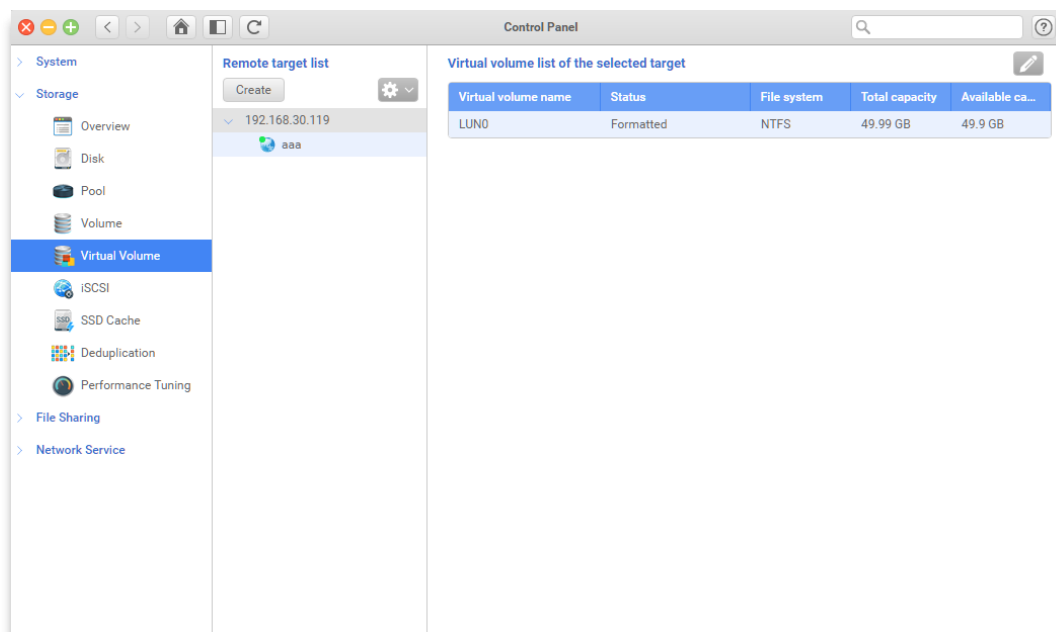 Control Panel
?
System
Storage
Overview
Disk
Pool
Volume
Virtual Volume
iSCSI
SSD
SSD Cache
Deduplication
Performance Tuning
File Sharing
Network Service
Remote target list
Create
192.168.30.119
aaa
Virtual volume list of the selected target
Virtual volume name Status File system Total capacity Available ca...
LUN0 Formatted NTFS 49.99 GB 49.9 GB